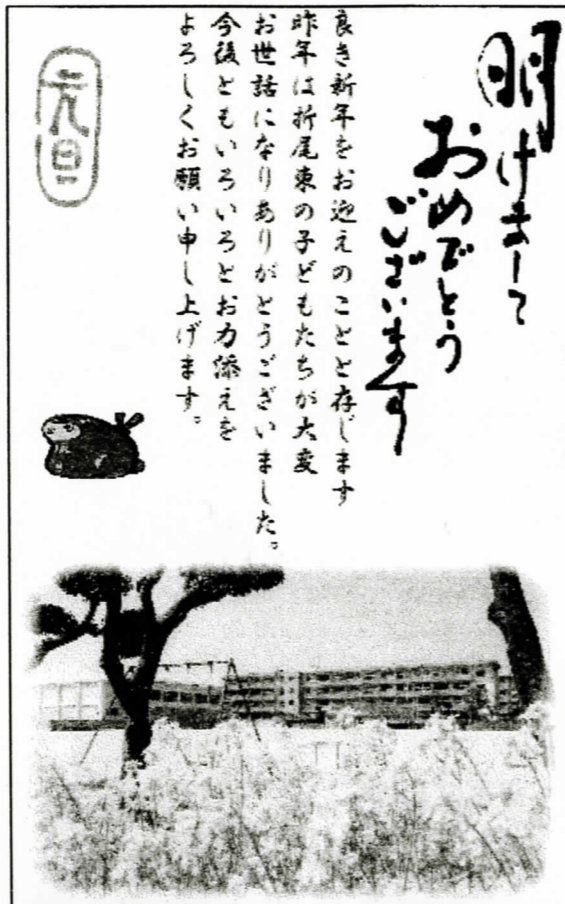 明けまして
おめでとう
ございます
良き新年をお迎えのことと存じます
昨年は折尾東の子どもたちが大変
お世話になりありがとうございました。
今後ともいろいろとお力添えを
よろしくお願い申し上げます。
元旦